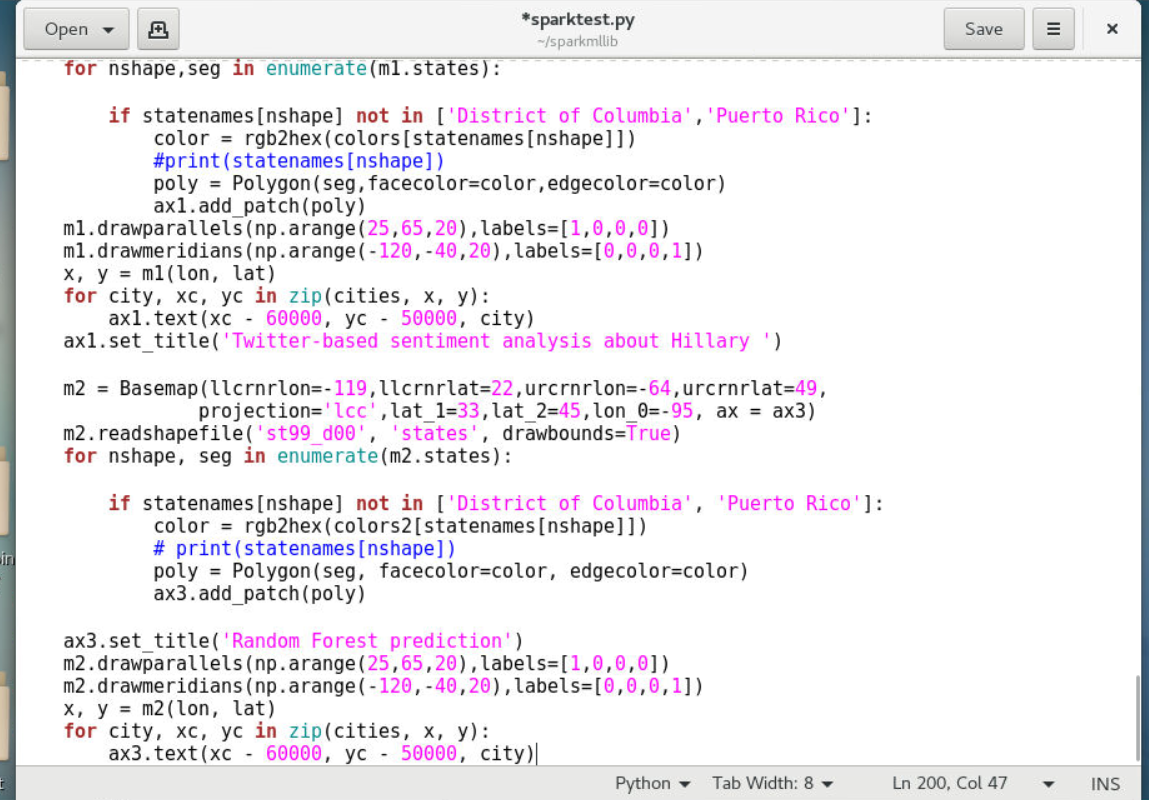 Open
*sparktest.py
~/sparkmllib
Save
for nshape,seg in enumerate(m1.states):
if statenames[nshape] not in ['District of Columbia','Puerto Rico']:
color = rgb2hex(colors[statenames[nshape]])
#print(statenames[nshape])
poly = Polygon(seg,facecolor=color,edgecolor=color)
ax1.add_patch(poly)
m1.drawparallels(np.arange(25,65,20),labels=[1,0,0,0])
m1.drawmeridians(np.arange(-120,-40,20),labels=[0,0,0,1])
x, y = m1(lon, lat)
for city, xc, yc in zip(cities, x, y):
ax1.text(xc - 60000, yc - 50000, city)
ax1.set_title('Twitter-based sentiment analysis about Hillary ')
m2 = Basemap(llcrnrlon=-119,llcrnrlat=22,urcrnrlon=-64,urcrnrlat=49,
projection='lcc',lat_1=33,lat_2=45,lon_0=-95, ax = ax3)
m2.readshapefile('st99_d00', 'states', drawbounds=True)
for nshape, seg in enumerate(m2.states):
if statenames[nshape] not in ['District of Columbia', 'Puerto Rico']:
color = rgb2hex(colors2[statenames[nshape]])
# print(statenames[nshape])
poly = Polygon(seg, facecolor=color, edgecolor=color)
ax3.add_patch(poly)
ax3.set_title('Random Forest prediction')
m2.drawparallels(np.arange(25,65,20),labels=[1,0,0,0])
m2.drawmeridians(np.arange(-120,-40,20),labels=[0,0,0,1])
x, y = m2(lon, lat)
for city, xc, yc in zip(cities, x, y):
ax3.text(xc - 60000, yc - 50000, city)
Python
Tab Width: 8
Ln 200, Col 47
INS